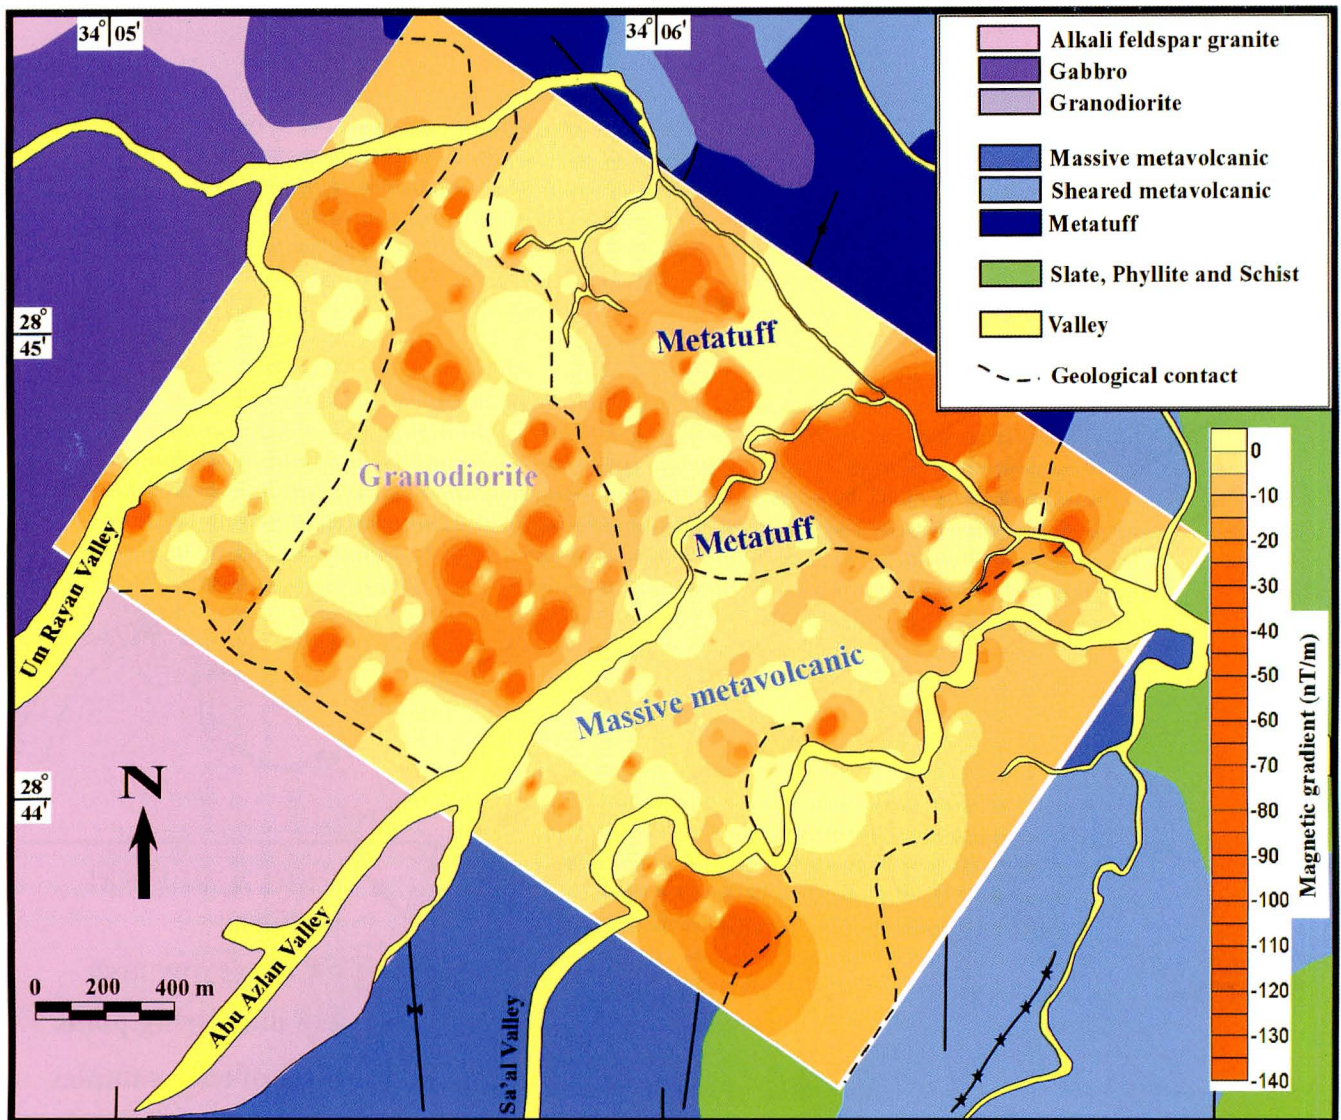 34° 05'
34° 06'
Alkali feldspar granite
Gabbro
Granodiorite
Massive metavolcanic
Sheared metavolcanic
Metatuff
Slate, Phyllite and Schist
Valley
Geological contact
28°
45'
Metatuff
Granodiorite
Metatuff
Um Rayan Valley
Massive metavolcanic
N
28°
44'
0 200 400 m
Abu Azlan Valley
Sa'al Valley
0
-10
-20
-30
-40
-50
-60
-70
-80
-90
-100
-110
-120
-130
-140
Magnetic gradient (nT/m)